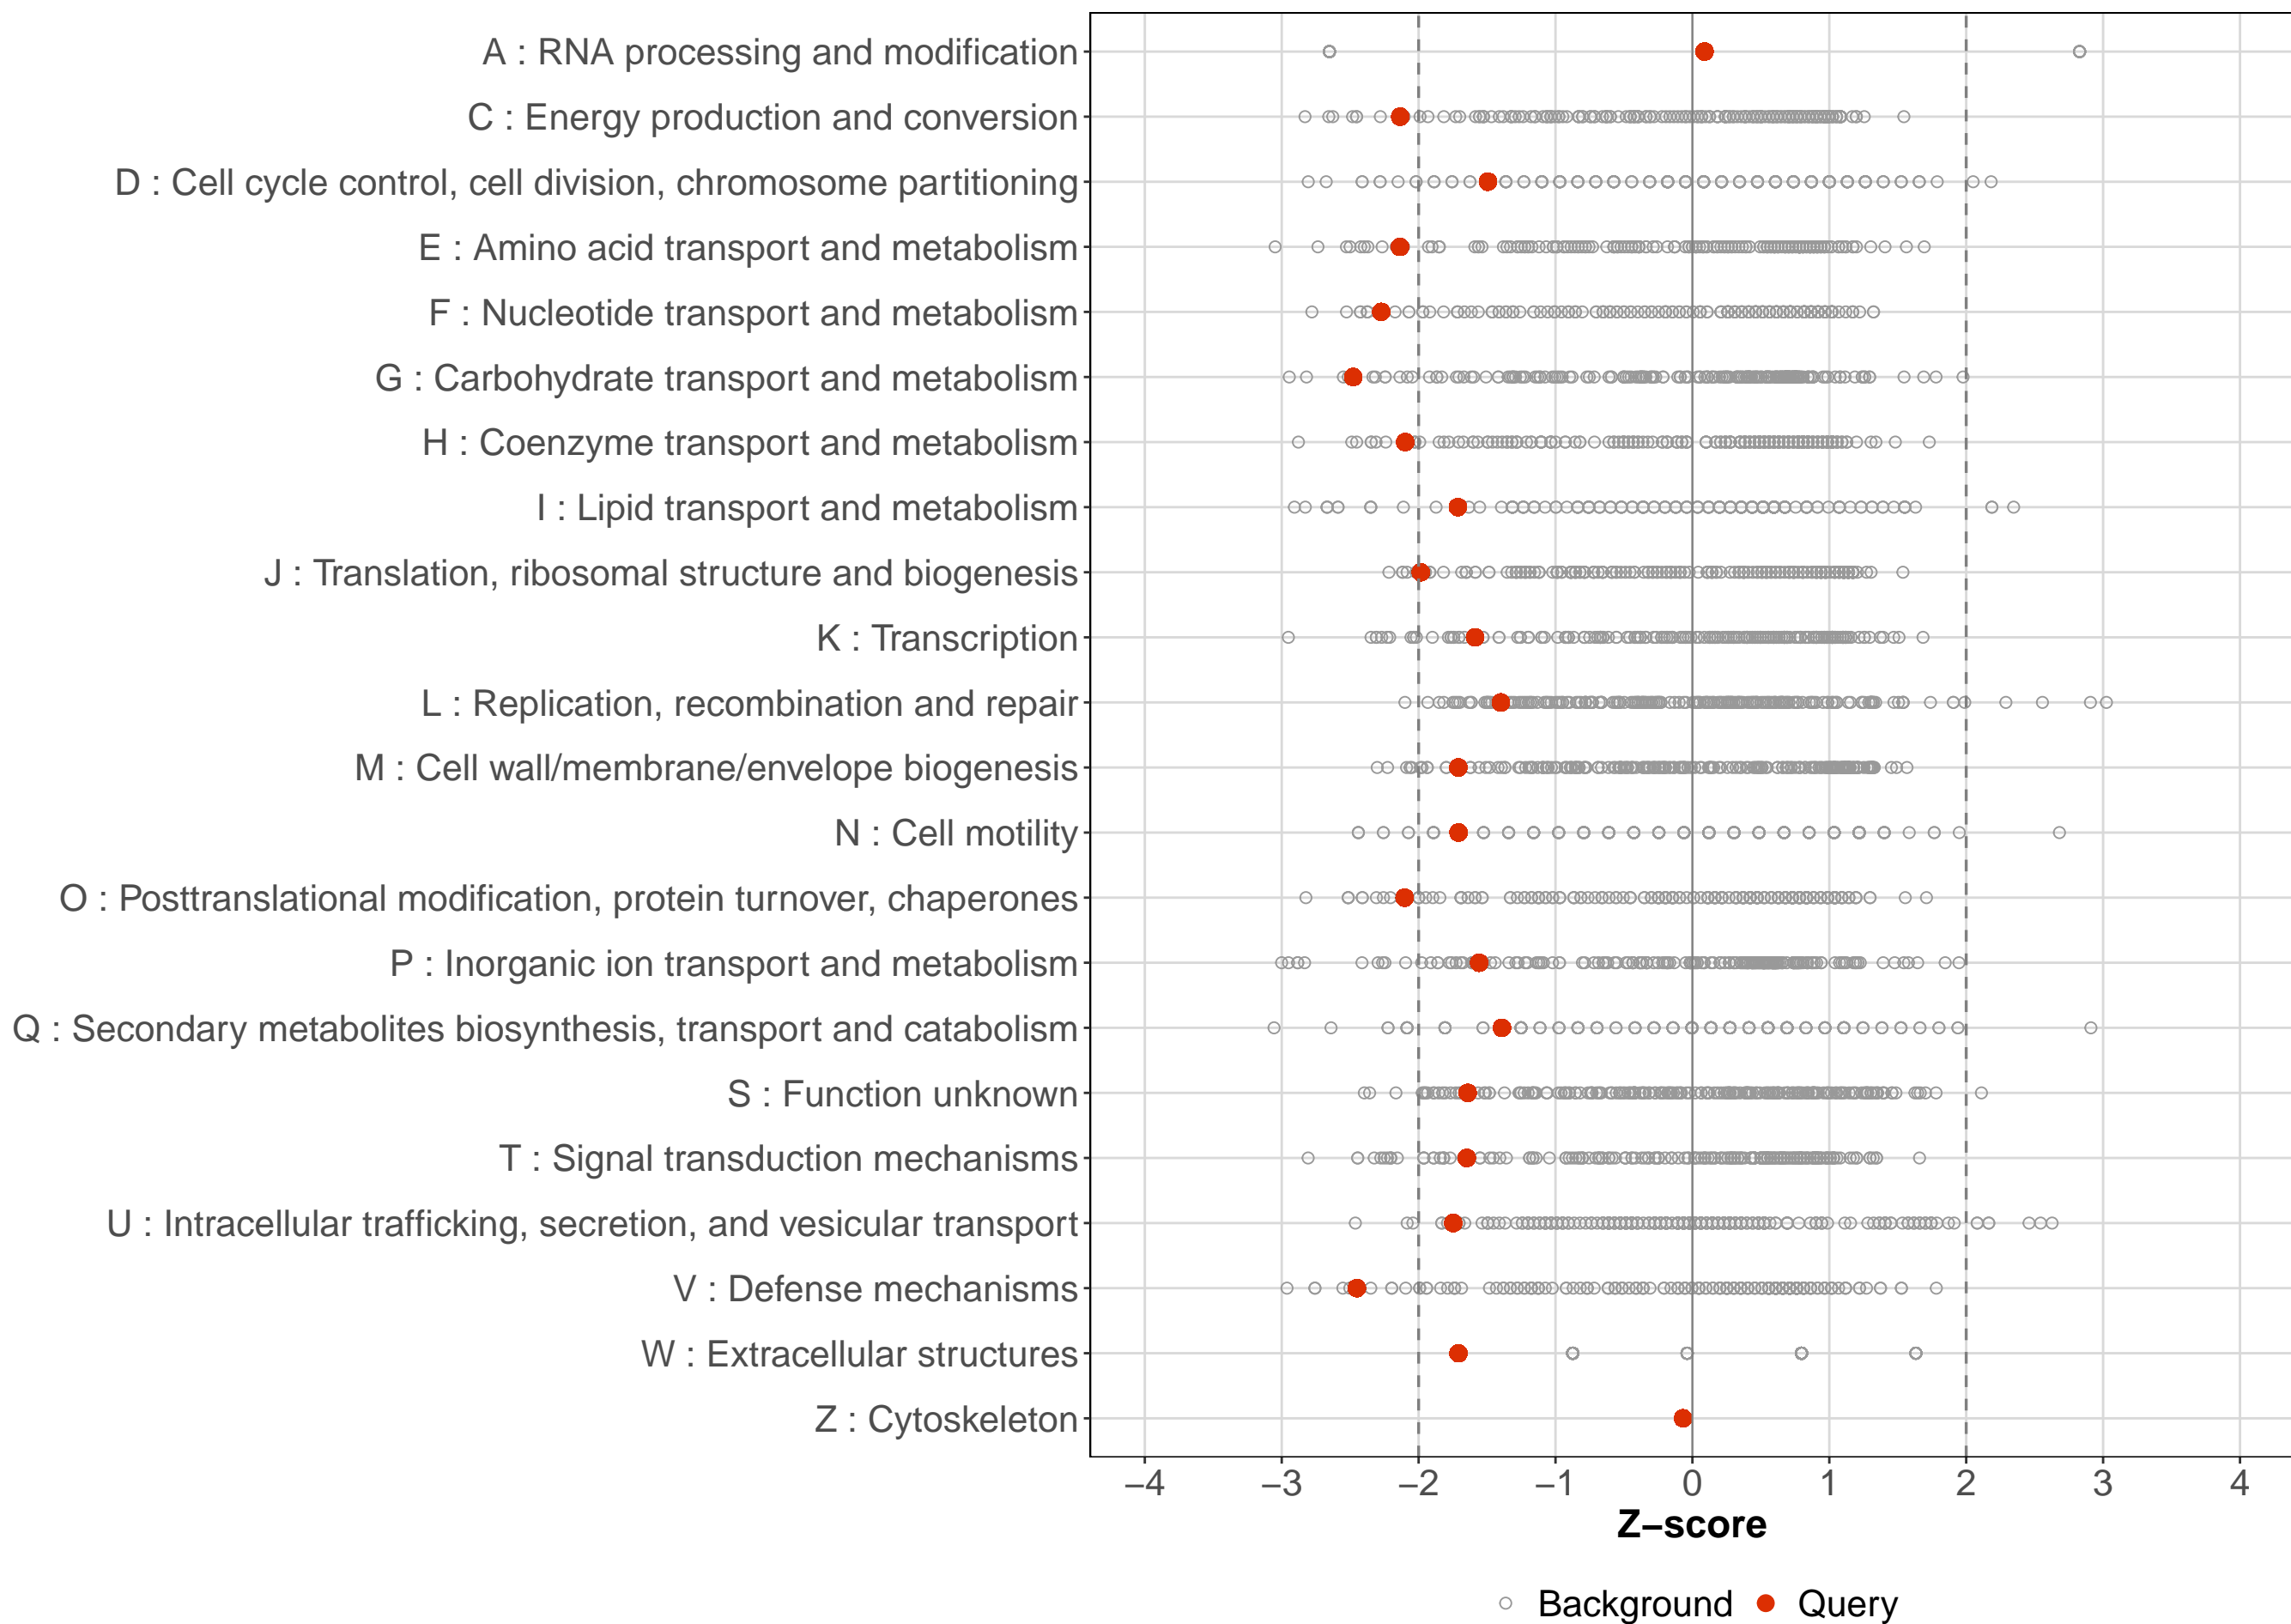 A : RNA processing and modification
C : Energy production and conversion
D : Cell cycle control, cell division, chromosome partitioning
E : Amino acid transport and metabolism
F : Nucleotide transport and metabolism
G : Carbohydrate transport and metabolism
H : Coenzyme transport and metabolism
I : Lipid transport and metabolism
J : Translation, ribosomal structure and biogenesis
K : Transcription
L : Replication, recombination and repair
M : Cell wall/membrane/envelope biogenesis
N : Cell motility
O : Posttranslational modification, protein turnover, chaperones
P : Inorganic ion transport and metabolism
Q : Secondary metabolites biosynthesis, transport and catabolism
S : Function unknown
T : Signal transduction mechanisms
U : Intracellular trafficking, secretion, and vesicular transport
V : Defense mechanisms
W : Extracellular structures
Z : Cytoskeleton
−4 −3 −2 −1 0 1 2 3 4
Z−score
Background Query